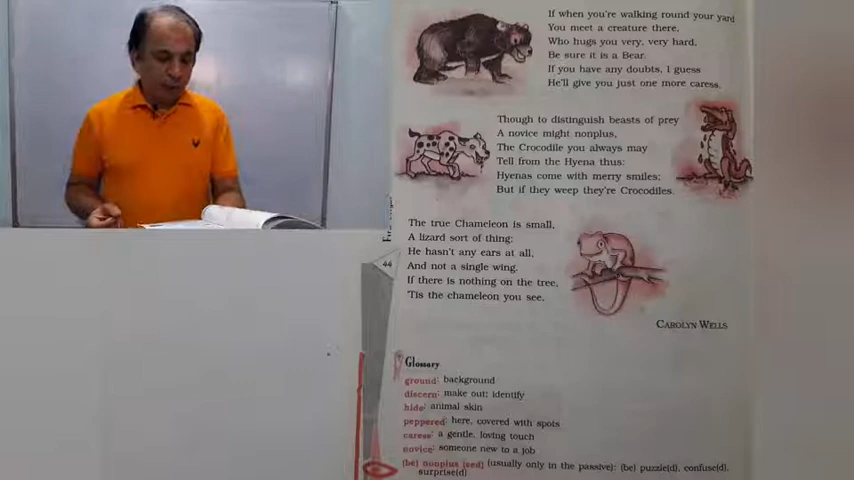 If when you're walking round your yard
You meet a creature there,
Who hugs you very, very hard,
Be sure it is a Bear.
If you have any doubts, I guess
He'll give you just one more caress.
Though to distinguish beasts of prey
A novice might nonplus,
The Crocodile you always may
Tell from the Hyena thus:
Hyenas come with merry smiles;
But if they weep they're Crocodiles.
The true Chameleon is small,
A lizard sort of thing;
He hasn't any ears at all,
And not a single wing.
If there is nothing on the tree,
'Tis the chameleon you see.
44
CAROLYN WELLS
Glossary
ground: background
discern: make out; identify
hide: animal skin
peppered: here, covered with spots
caress: a gentle, loving touch
novice: someone new to a job
(be) nonplus (sed) (usually only in the passive): (be) puzzle(d), confuse(d),
surprise(d)